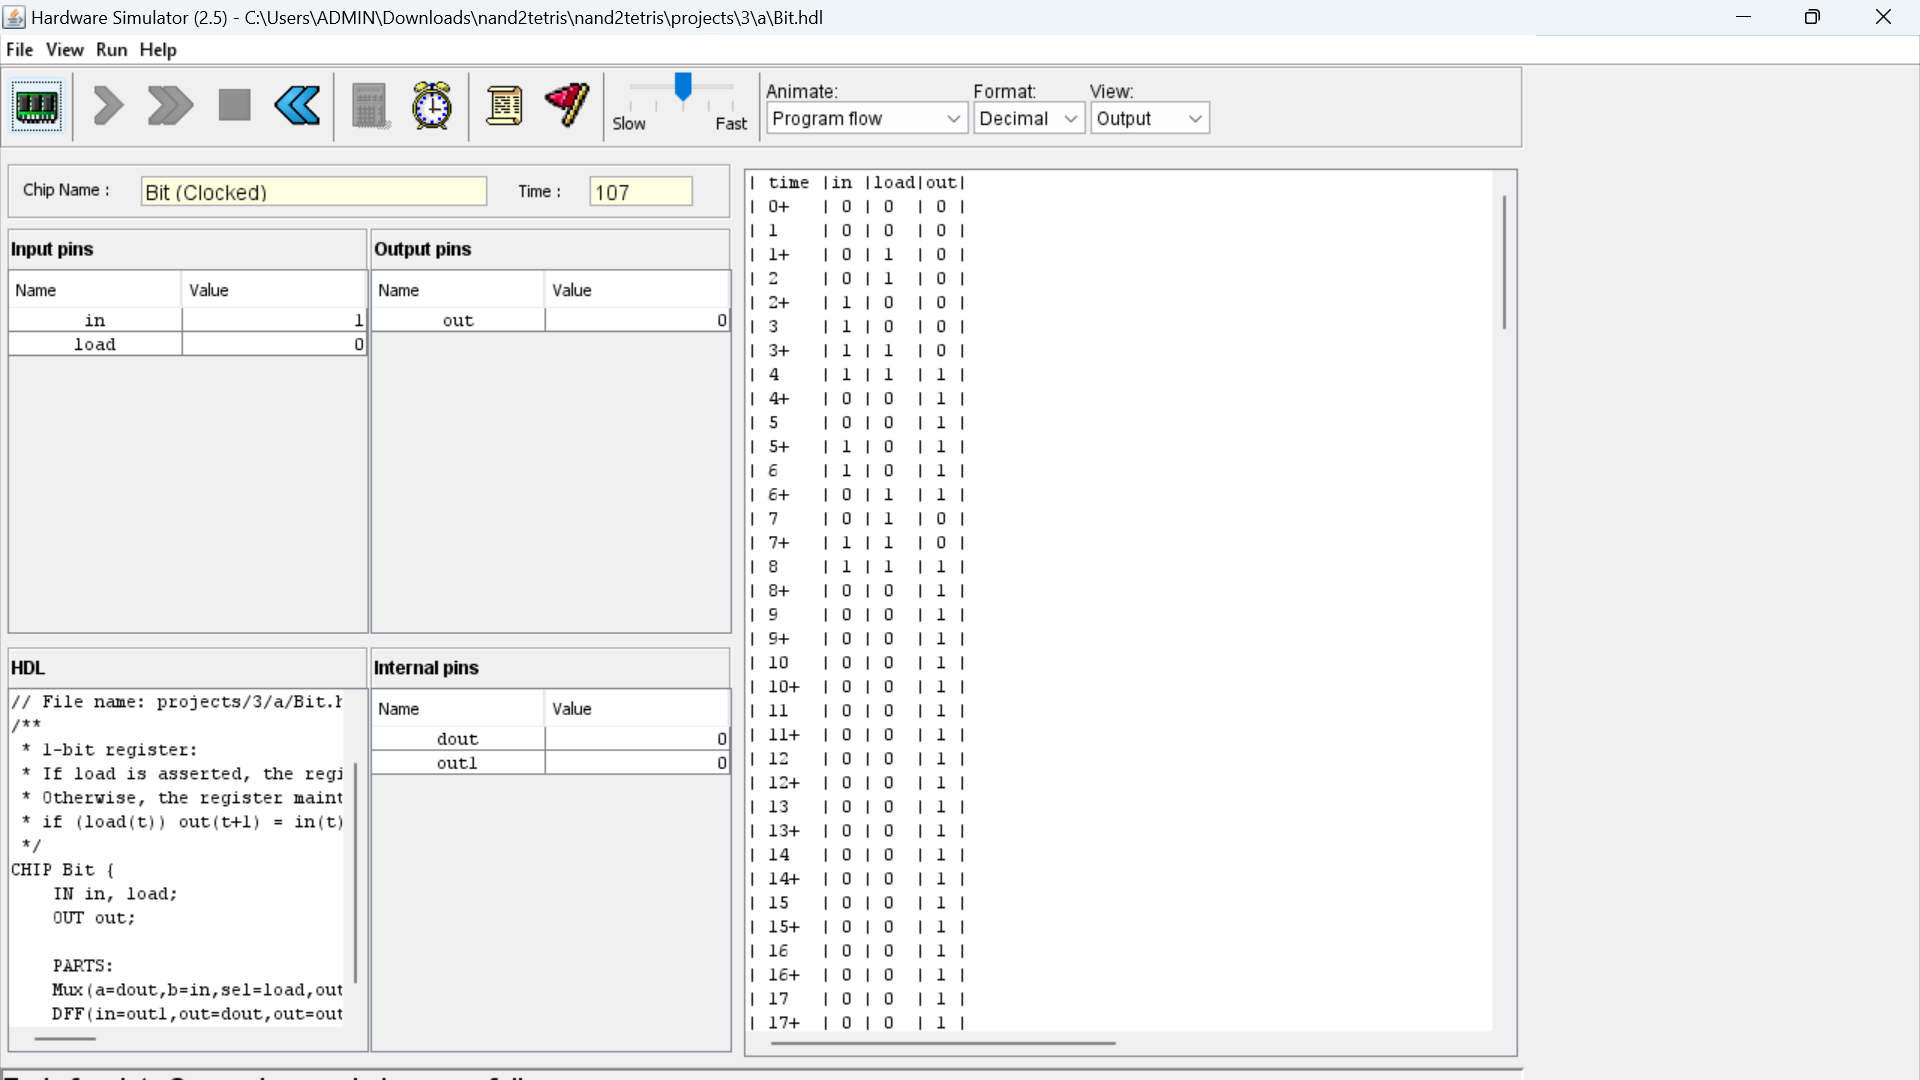 Hardware Simulator (2.5) - C:\Users\ADMIN\Downloads\nand2tetris\nand2tetris\projects\3\a\Bit.hdl
File View Run Help
Slow Fast
Animate: Format: View:
Program flow Decimal Output
Chip Name : Bit (Clocked) Time : 107
Input pins
Name Value
in 1
load 0
Output pins
Name Value
out 0
HDL
// File name: projects/3/a/Bit.h
/**
* 1-bit register:
* If load is asserted, the regi
* Otherwise, the register maint
* if (load(t)) out(t+1) = in(t)
*/
CHIP Bit {
IN in, load;
OUT out;
PARTS:
Mux(a=dout,b=in,sel=load,out
DFF(in=out1,out=dout,out=out
Internal pins
Name Value
dout 0
out1 0
| time |in |load|out|
| 0+ | 0 | 0 | 0 |
| 1 | 0 | 0 | 0 |
| 1+ | 0 | 1 | 0 |
| 2 | 0 | 1 | 0 |
| 2+ | 1 | 0 | 0 |
| 3 | 1 | 0 | 0 |
| 3+ | 1 | 1 | 0 |
| 4 | 1 | 1 | 1 |
| 4+ | 0 | 0 | 1 |
| 5 | 0 | 0 | 1 |
| 5+ | 1 | 0 | 1 |
| 6 | 1 | 0 | 1 |
| 6+ | 0 | 1 | 1 |
| 7 | 0 | 1 | 0 |
| 7+ | 1 | 1 | 0 |
| 8 | 1 | 1 | 1 |
| 8+ | 0 | 0 | 1 |
| 9 | 0 | 0 | 1 |
| 9+ | 0 | 0 | 1 |
| 10 | 0 | 0 | 1 |
| 10+ | 0 | 0 | 1 |
| 11 | 0 | 0 | 1 |
| 11+ | 0 | 0 | 1 |
| 12 | 0 | 0 | 1 |
| 12+ | 0 | 0 | 1 |
| 13 | 0 | 0 | 1 |
| 13+ | 0 | 0 | 1 |
| 14 | 0 | 0 | 1 |
| 14+ | 0 | 0 | 1 |
| 15 | 0 | 0 | 1 |
| 15+ | 0 | 0 | 1 |
| 16 | 0 | 0 | 1 |
| 16+ | 0 | 0 | 1 |
| 17 | 0 | 0 | 1 |
| 17+ | 0 | 0 | 1 |